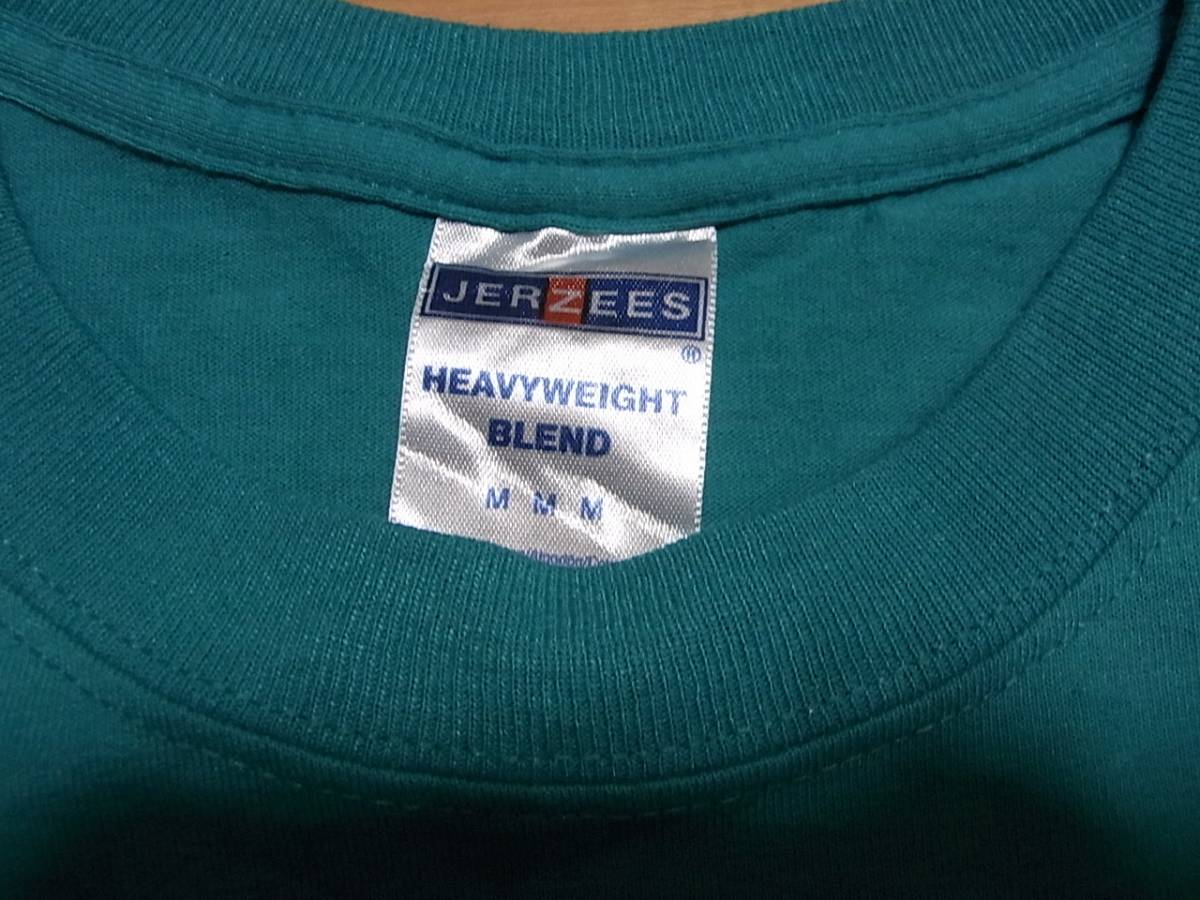 JERZEES
®
HEAVYWEIGHT
BLEND
M M M